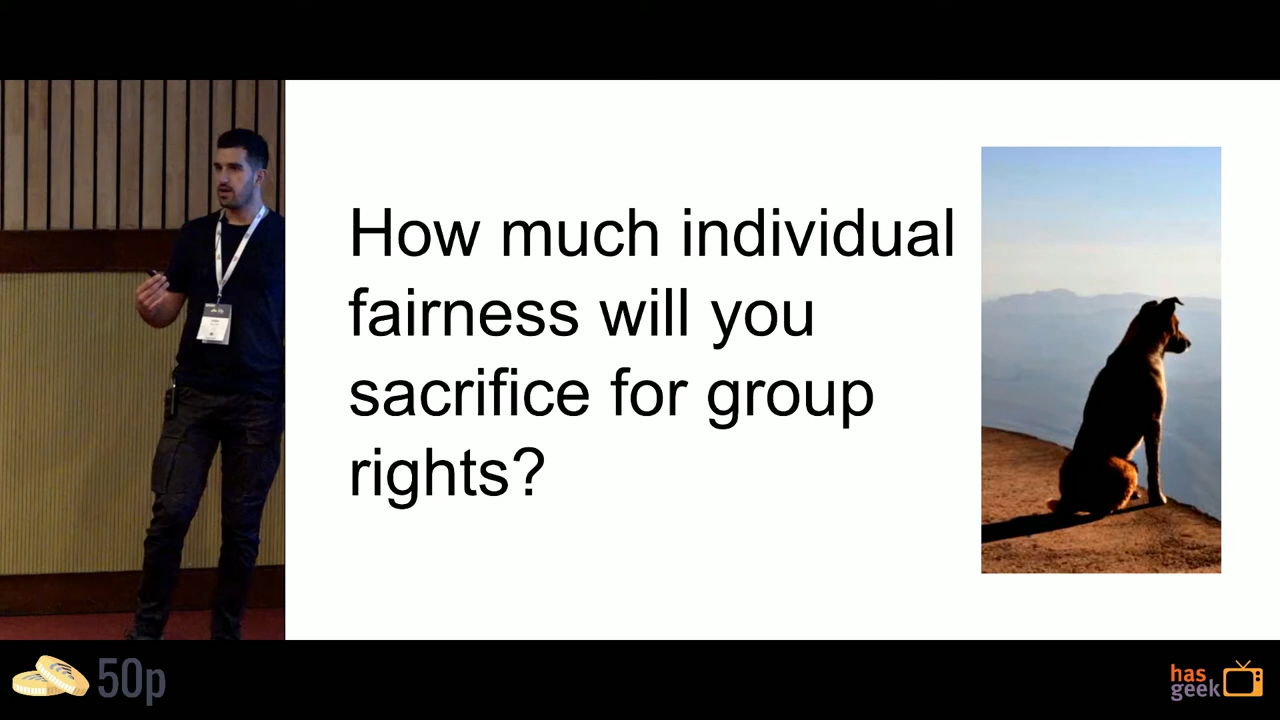 How much individual
fairness will you
sacrifice for group
rights?
50p
has
geek